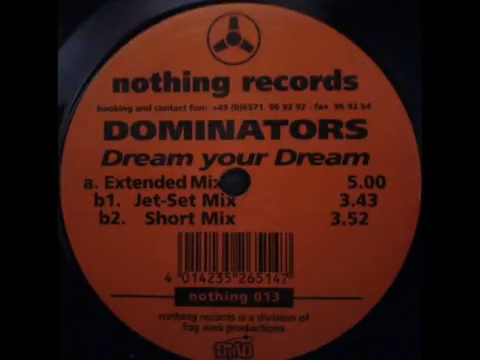 nothing records
booking and contact fon: +49 (0)6571 96 92 92 - fax 96 92 64
DOMINATORS
Dream your Dream
a. Extended Mix 5.00
b1. Jet-Set Mix 3.43
b2. Short Mix 3.52
4 014235 265147
nothing 013
nothing records is a division of
fog area productions